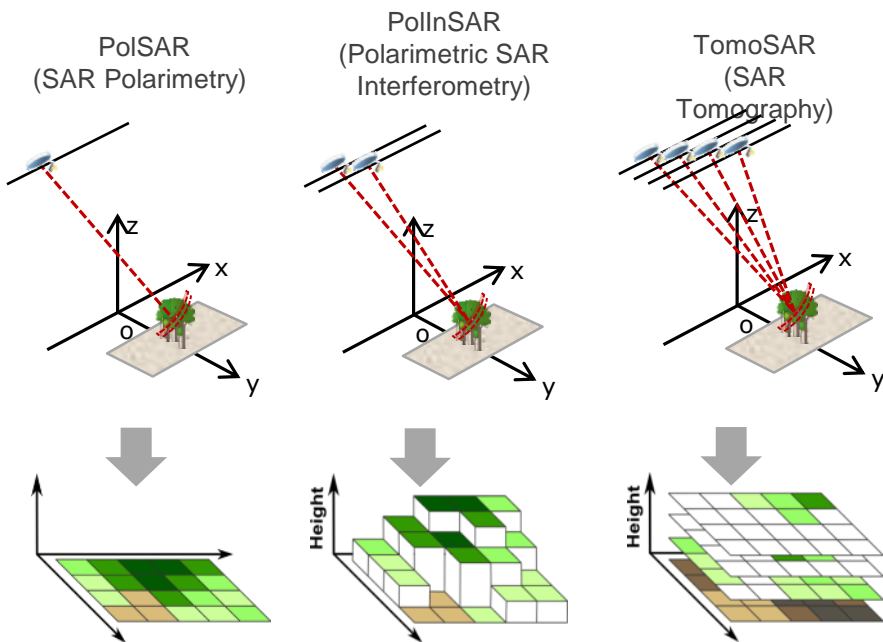 PolSAR
(SAR Polarimetry)
z
x
o
y
PolInSAR
(Polarimetric SAR
Interferometry)
z
x
o
y
TomoSAR
(SAR
Tomography)
z
x
o
y
Height
Height